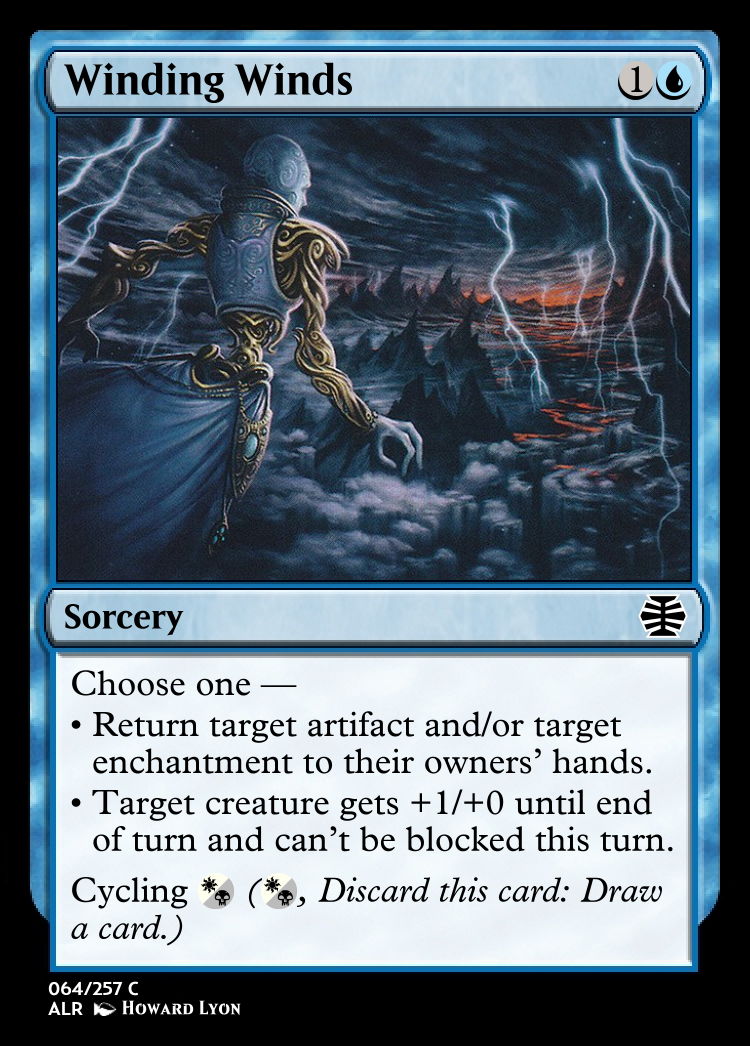 Winding Winds 1
Sorcery
Choose one —
• Return target artifact and/or target
enchantment to their owners’ hands.
• Target creature gets +1/+0 until end
of turn and can’t be blocked this turn.
Cycling (, Discard this card: Draw
a card.)
064/257 C
ALR Howard Lyon